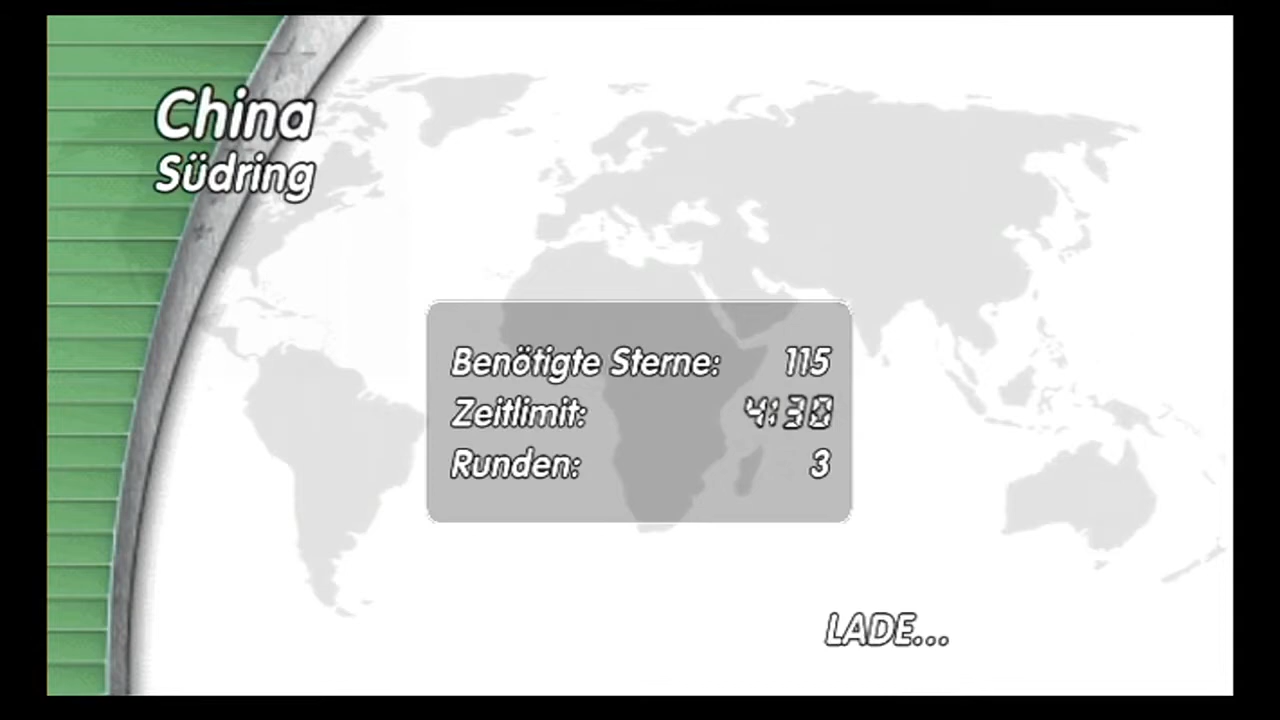 China
Südring
Benötigte Sterne: 115
Zeitlimit: 4:30
Runden: 3
LADE...